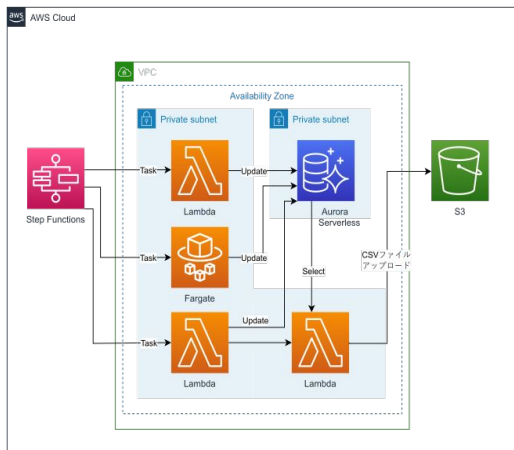 aws
AWS Cloud
VPC
Availability Zone
Private subnet
Private subnet
Task
Update
Lambda
Aurora
Serverless
S3
Step Functions
Task
Update
Fargate
Select
CSVファイル
アップロード
Update
Task
Lambda
Lambda